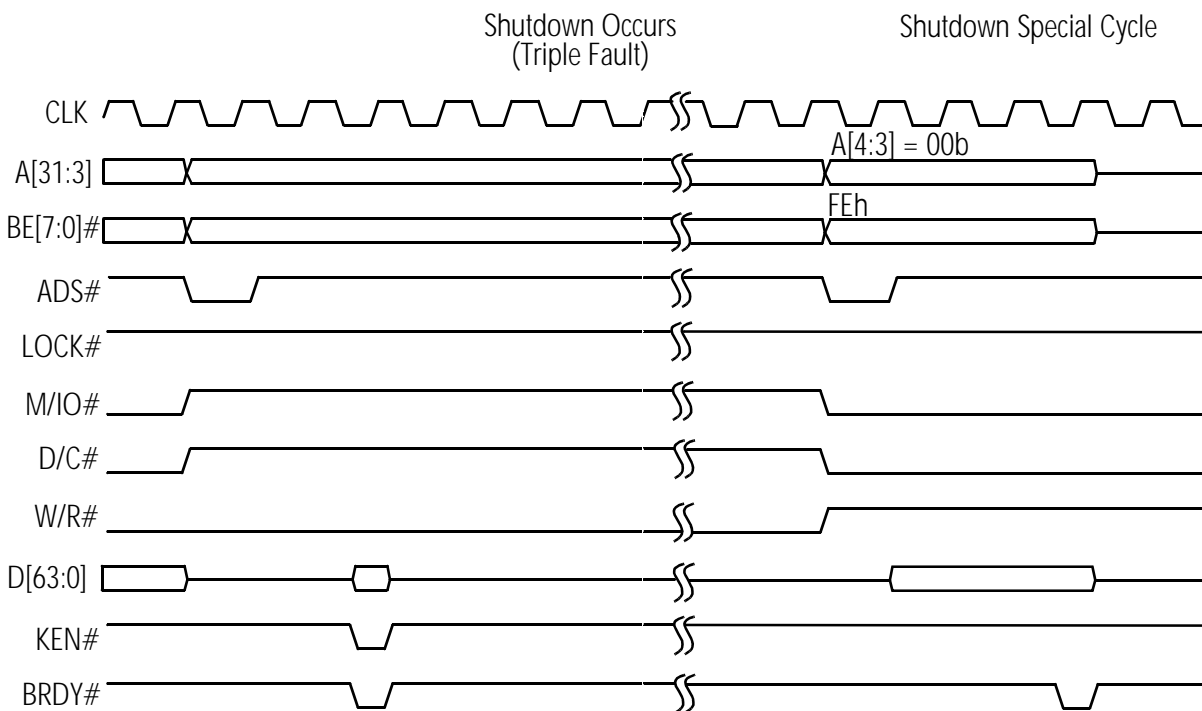 Shutdown Occurs
(Triple Fault)
Shutdown Special Cycle
CLK
A[4:3] = 00b
A[31:3]
FEh
BE[7:0]#
ADS#
LOCK#
M/IO#
D/C#
W/R#
D[63:0]
KEN#
BRDY#